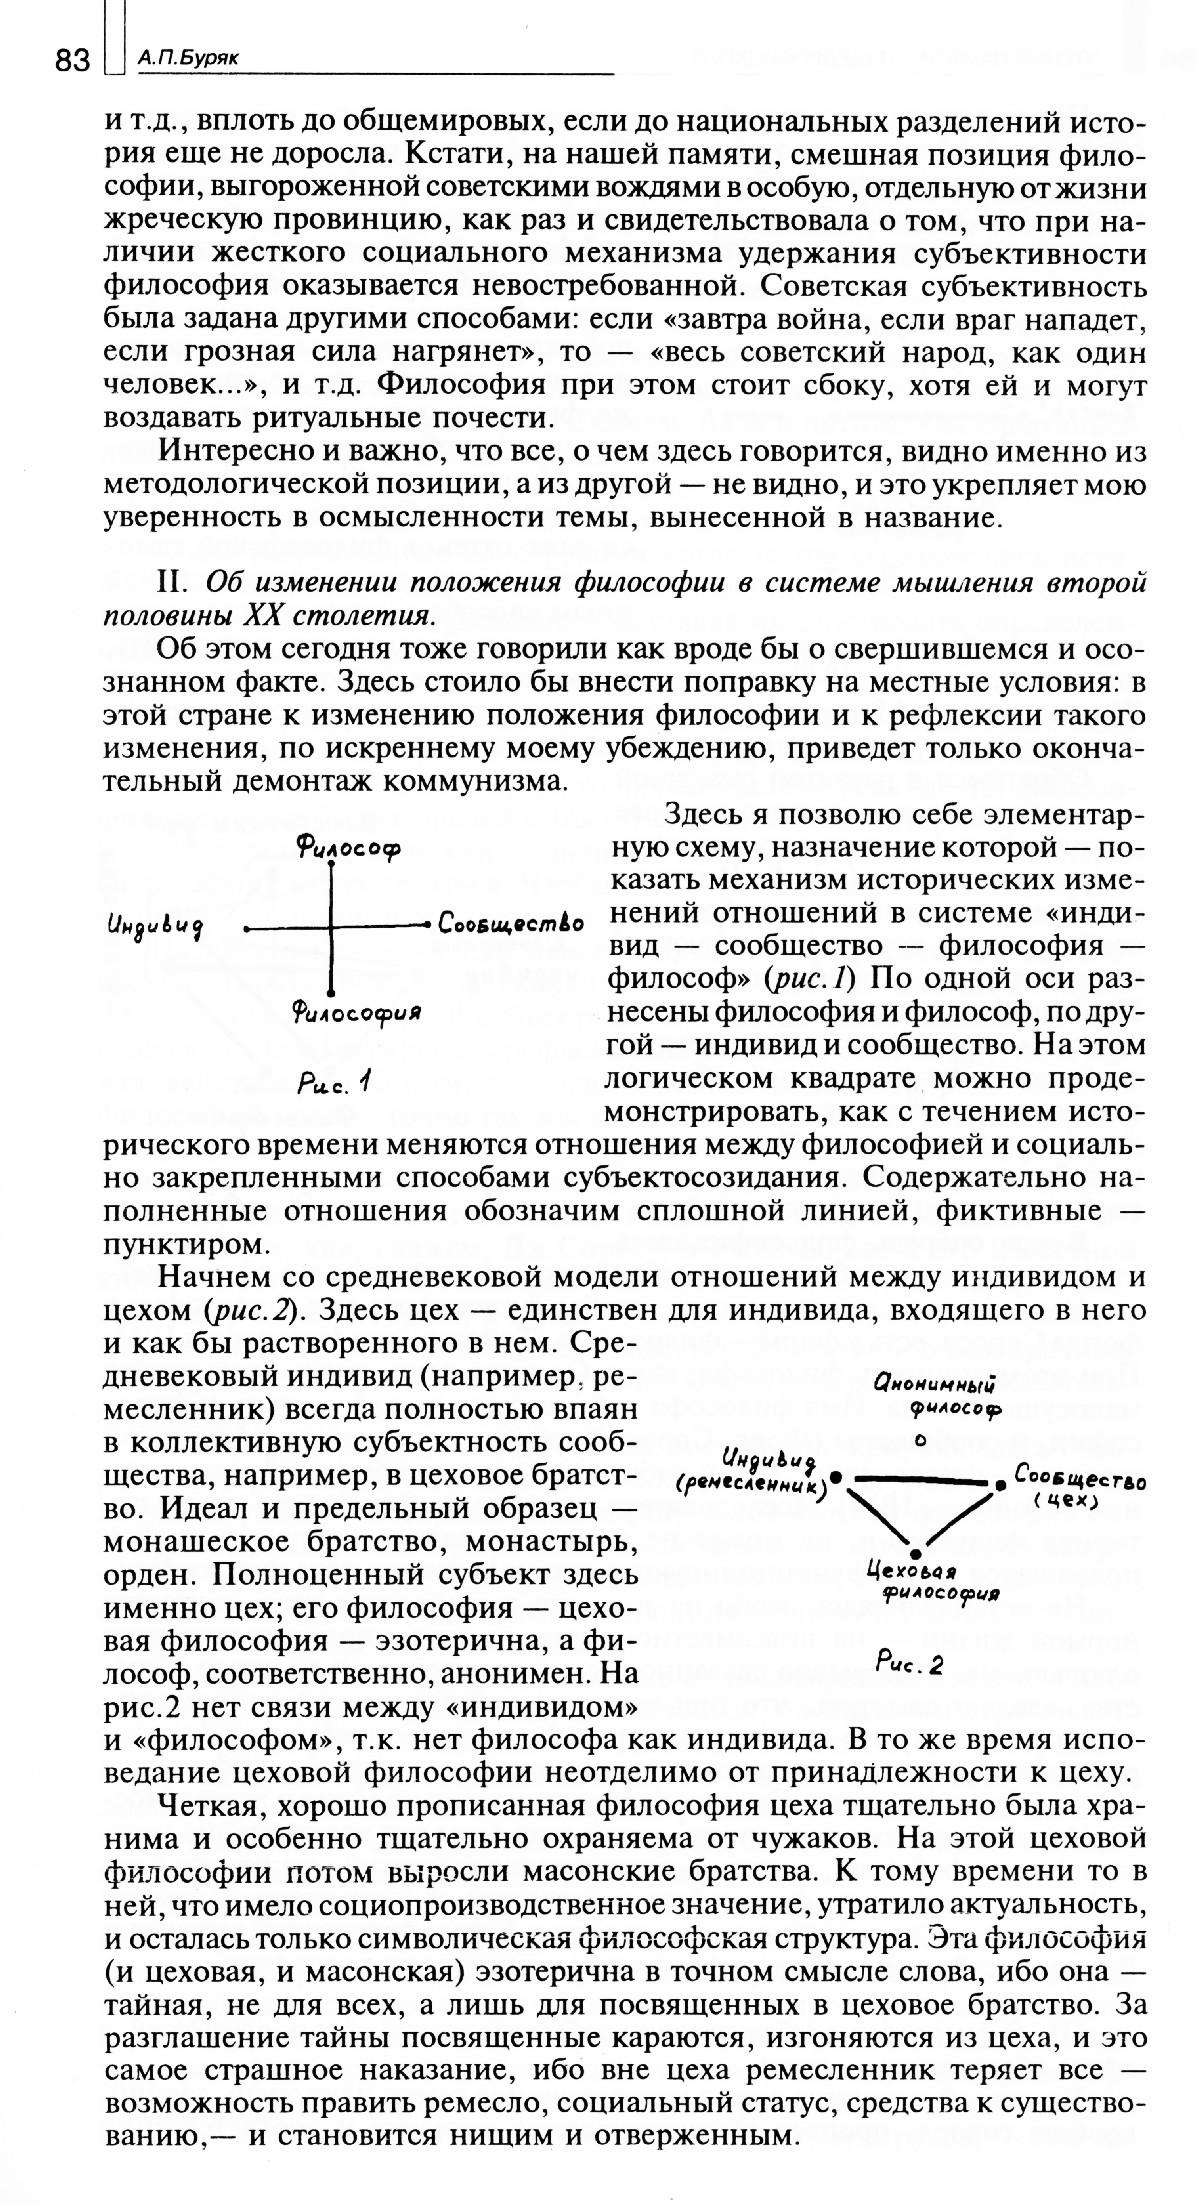 83
А.П.Буряк
и т.д., вплоть до общемировых, если до национальных разделений исто-
рия еще не доросла. Кстати, на нашей памяти, смешная позиция фило-
софии, выгороженной советскими вождями в особую, отдельную от жизни
жреческую провинцию, как раз и свидетельствовала о том, что при на-
личии жесткого социального механизма удержания субъективности
философия оказывается невостребованной. Советская субъективность
была задана другими способами: если «завтра война, если враг нападет,
если грозная сила нагрянет», то — «весь советский народ, как один
человек...», и т.д. Философия при этом стоит сбоку, хотя ей и могут
воздавать ритуальные почести.
Интересно и важно, что все, о чем здесь говорится, видно именно из
методологической позиции, а из другой — не видно, и это укрепляет мою
уверенность в осмысленности темы, вынесенной в название.
II. Об изменении положения философии в системе мышления второй
половины XX столетия.
Об этом сегодня тоже говорили как вроде бы о свершившемся и осо-
знанном факте. Здесь стоило бы внести поправку на местные условия: в
этой стране к изменению положения философии и к рефлексии такого
изменения, по искреннему моему убеждению, приведет только оконча-
тельный демонтаж коммунизма.
Философ
Индивид
Сообщество
Философия
Рис. 1
Здесь я позволю себе элементар-
ную схему, назначение которой — по-
казать механизм исторических изме-
нений отношений в системе «инди-
вид — сообщество — философия —
философ» (рис.1) По одной оси раз-
несены философия и философ, по дру-
гой — индивид и сообщество. На этом
логическом квадрате можно проде-
монстрировать, как с течением исто-
рического времени меняются отношения между философией и социаль-
но закрепленными способами субъектосозидания. Содержательно на-
полненные отношения обозначим сплошной линией, фиктивные —
пунктиром.
Начнем со средневековой модели отношений между индивидом и
цехом (рис.2). Здесь цех — единствен для индивида, входящего в него
и как бы растворенного в нем. Сре-
дневековый индивид (например, ре-
месленник) всегда полностью впаян
в коллективную субъектность сооб-
щества, например, в цеховое братст-
во. Идеал и предельный образец —
монашеское братство, монастырь,
орден. Полноценный субъект здесь
именно цех; его философия — цехо-
вая философия — эзотерична, а фи-
лософ, соответственно, анонимен. На
рис.2 нет связи между «индивидом»
Анонимный
философ
Индивид
(ремесленник)
Сообщество
(цех)
Цеховая
философия
Рис. 2
и «философом», т.к. нет философа как индивида. В то же время испо-
ведание цеховой философии неотделимо от принадлежности к цеху.
Четкая, хорошо прописанная философия цеха тщательно была хра-
нима и особенно тщательно охраняема от чужаков. На этой цеховой
философии потом выросли масонские братства. К тому времени то в
ней, что имело социопроизводственное значение, утратило актуальность,
и осталась только символическая философская структура. Эта философия
(и цеховая, и масонская) эзотерична в точном смысле слова, ибо она —
тайная, не для всех, а лишь для посвященных в цеховое братство. За
разглашение тайны посвященные караются, изгоняются из цеха, и это
самое страшное наказание, ибо вне цеха ремесленник теряет все —
возможность править ремесло, социальный статус, средства к существо-
ванию,— и становится нищим и отверженным.